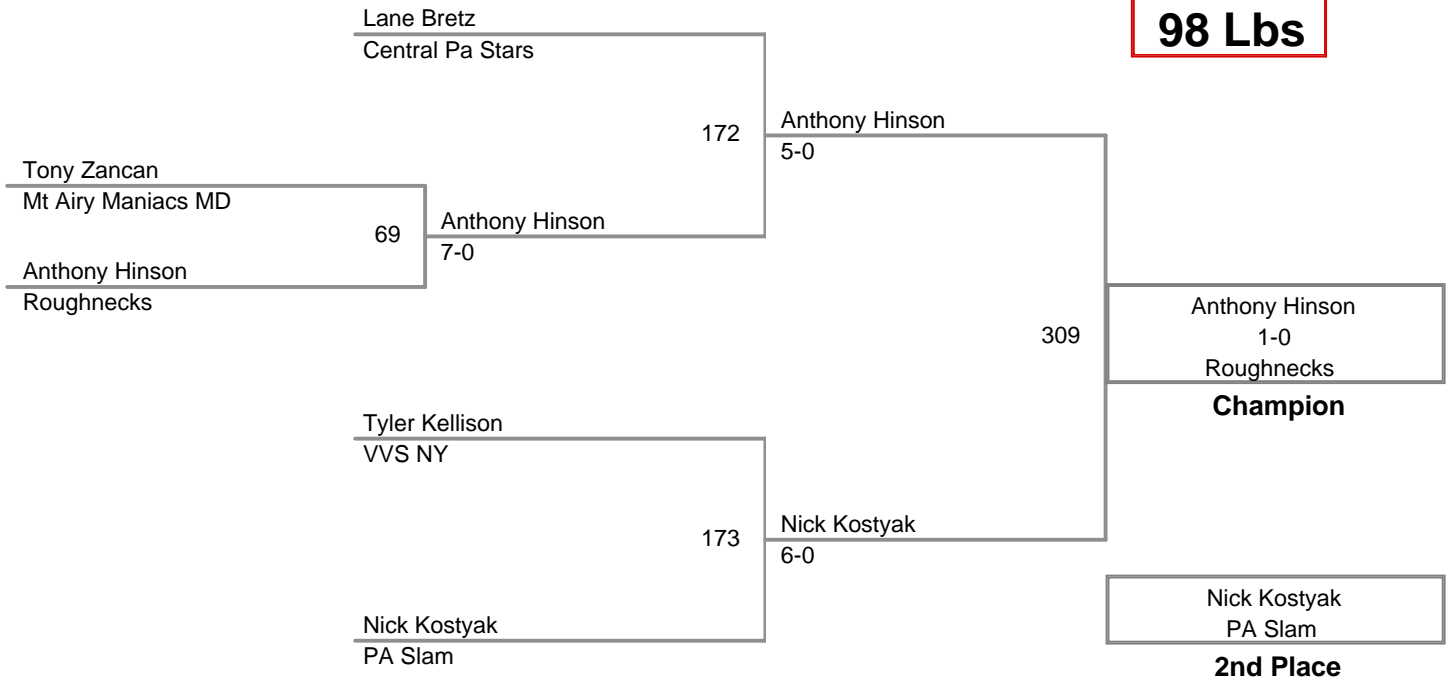 98 Lbs
Lane Bretz
Central Pa Stars
172
Anthony Hinson
5-0
Tony Zancan
Mt Airy Maniacs MD
69
Anthony Hinson
7-0
Anthony Hinson
Roughnecks
309
Anthony Hinson
1-0
Roughnecks
Champion
Tyler Kellison
VVS NY
173
Nick Kostyak
6-0
Nick Kostyak
PA Slam
Nick Kostyak
PA Slam
2nd Place